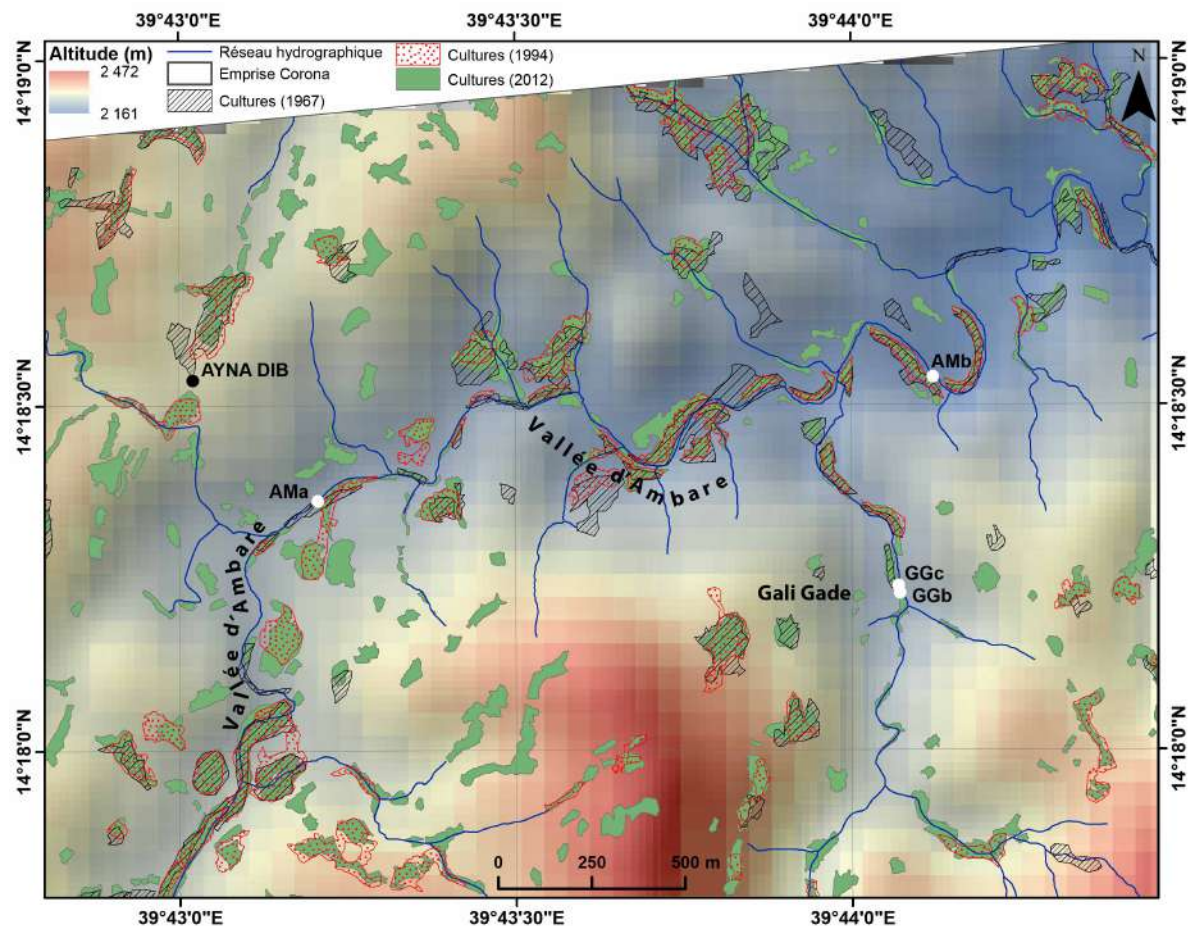 39°43'0"E 39°43'30"E 39°44'0"E
Altitude (m)
2 472
2 161
Réseau hydrographique
Emprise Corona
Cultures (1967)
Cultures (1994)
Cultures (2012)
N
14°19'0"N 14°19'0"N
AYNA DIB
AMb
14°18'30"N 14°18'30"N
Vallée d'Ambare
AMa
Vallée d'Ambare
GGc
Gali Gade
GGb
14°18'0"N 14°18'0"N
0 250 500 m
39°43'0"E 39°43'30"E 39°44'0"E